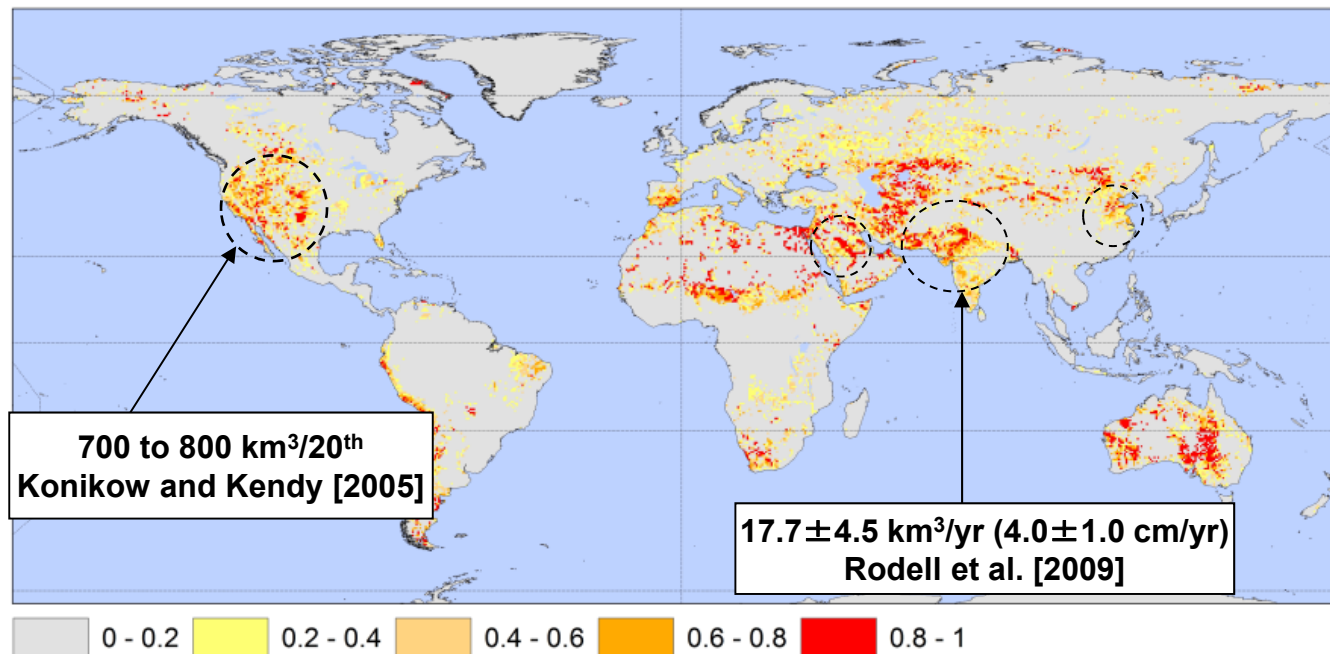 700 to 800 km³/20ᵗʰ
Konikow and Kendy [2005]
17.7±4.5 km³/yr (4.0±1.0 cm/yr)
Rodell et al. [2009]
0 - 0.2
0.2 - 0.4
0.4 - 0.6
0.6 - 0.8
0.8 - 1